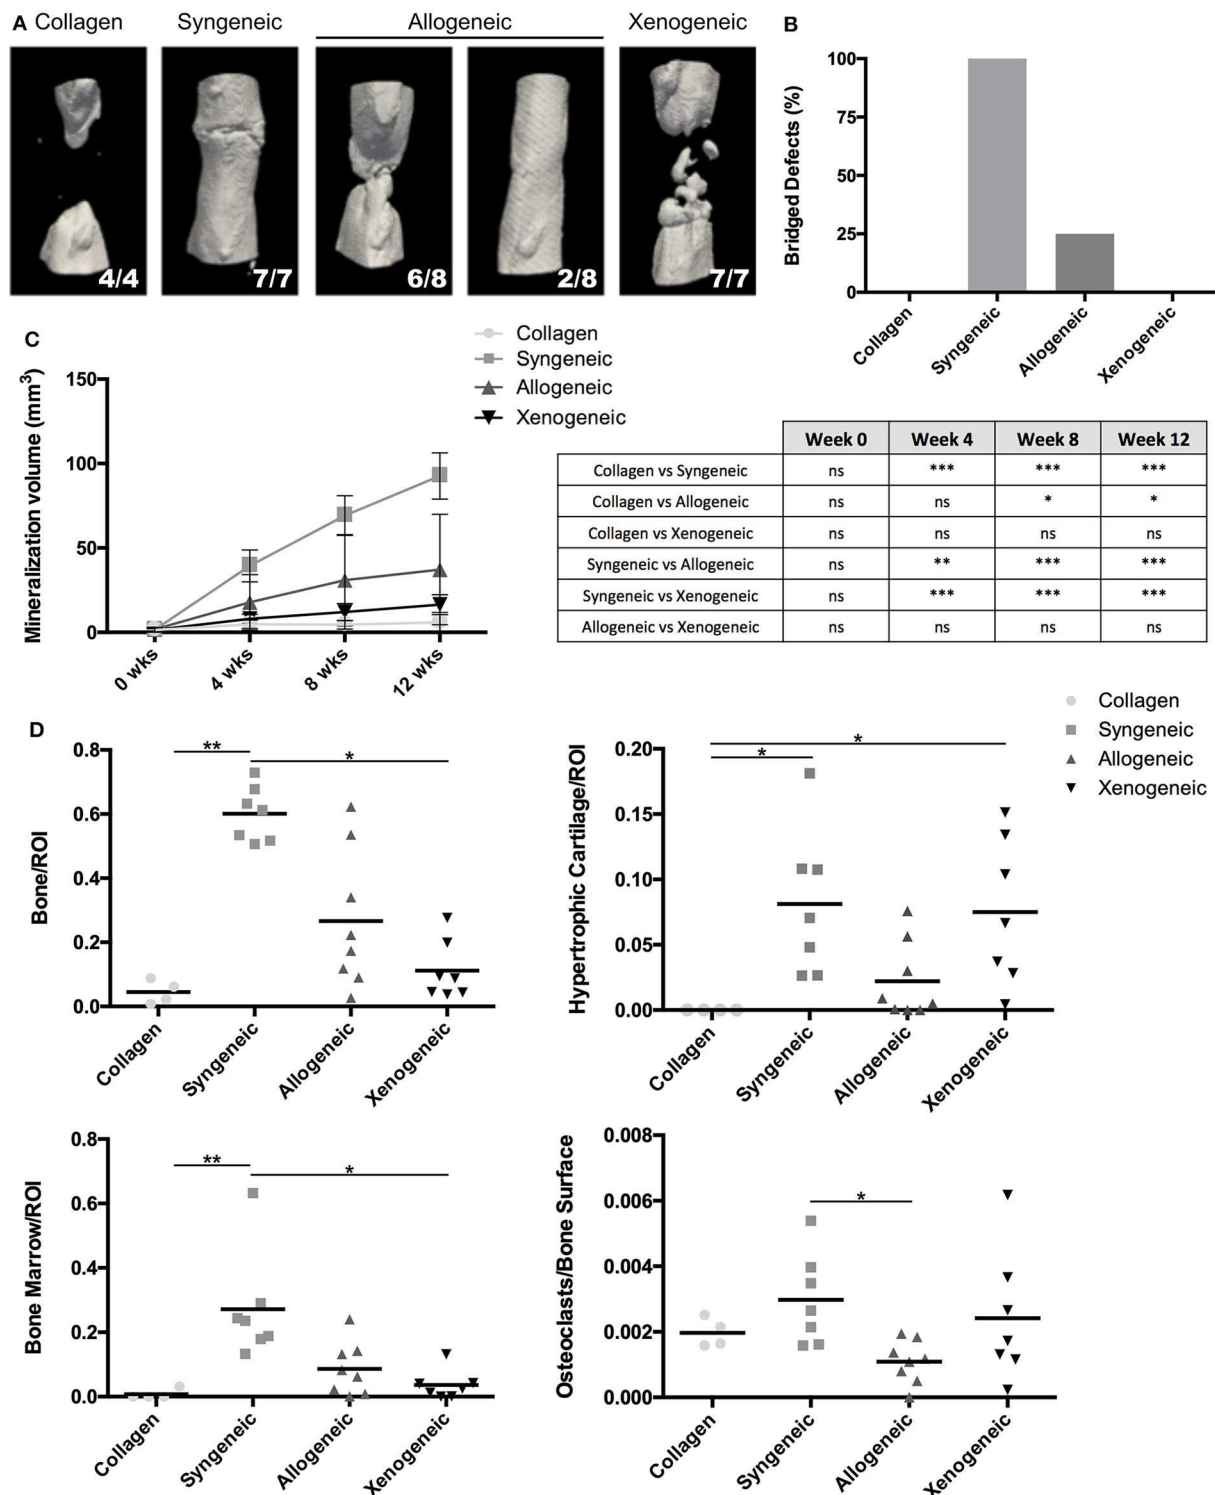 A Collagen Syngeneic Allogeneic Xenogeneic
4/4 7/7 6/8 2/8 7/7
B
Bridged Defects (%)
100
75
50
25
0
Collagen Syngeneic Allogeneic Xenogeneic
C
Collagen
Syngeneic
Allogeneic
Xenogeneic
Mineralization volume (mm³)
150
100
50
0
0 wks 4 wks 8 wks 12 wks
Week 0 Week 4 Week 8 Week 12
Collagen vs Syngeneic ns *** *** ***
Collagen vs Allogeneic ns ns * *
Collagen vs Xenogeneic ns ns ns ns
Syngeneic vs Allogeneic ns ** *** ***
Syngeneic vs Xenogeneic ns *** *** ***
Allogeneic vs Xenogeneic ns ns ns ns
D
Collagen
Syngeneic
Allogeneic
Xenogeneic
Bone/ROI
0.8
0.6
0.4
0.2
0.0
** *
Collagen Syngeneic Allogeneic Xenogeneic
Hypertrophic Cartilage/ROI
0.20
0.15
0.10
0.05
0.00
* *
Collagen Syngeneic Allogeneic Xenogeneic
Bone Marrow/ROI
0.8
0.6
0.4
0.2
0.0
** *
Collagen Syngeneic Allogeneic Xenogeneic
Osteoclasts/Bone Surface
0.008
0.006
0.004
0.002
0.000
*
Collagen Syngeneic Allogeneic Xenogeneic